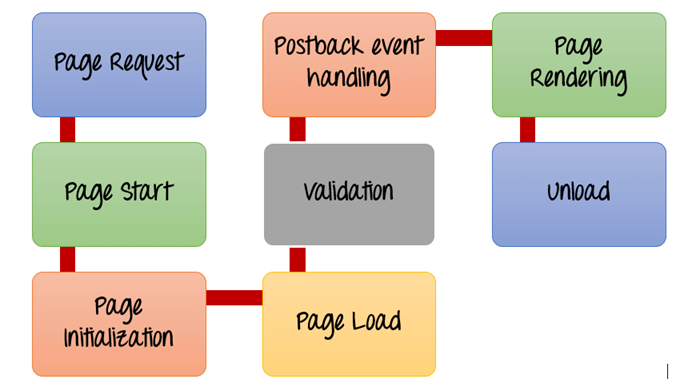 Page Request
Page Start
Page
Initialization
Page Load
Validation
Postback event
handling
Page
Rendering
Unload